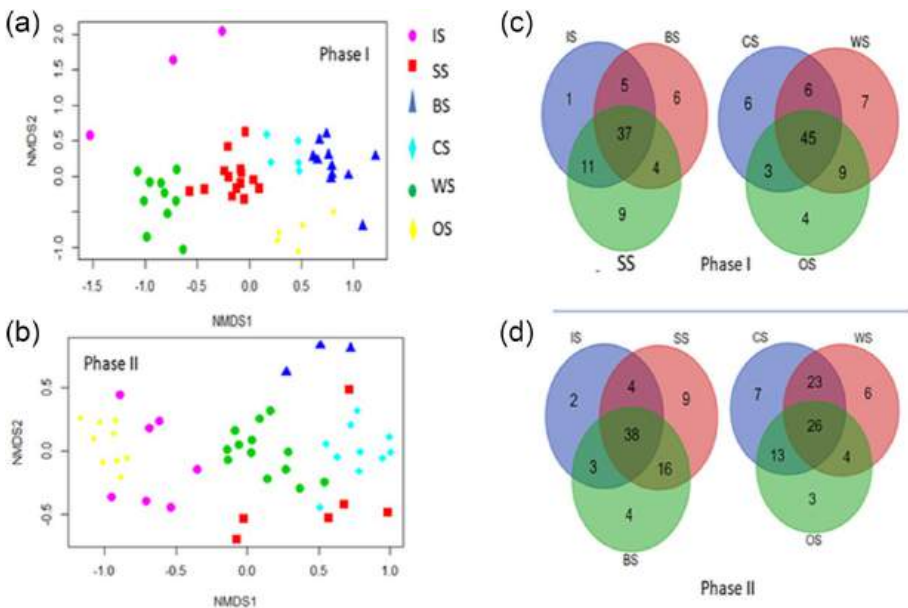 (a)
Phase I
NMDS2
2.0
1.5
1.0
0.5
0.0
-1.0
-1.5
-1.0
-0.5
0.0
0.5
1.0
NMDS1
IS
SS
BS
CS
WS
OS
(b)
Phase II
NMDS2
0.5
0.0
-0.5
-1.0
-0.5
0.0
0.5
1.0
NMDS1
(c)
IS
BS
1
5
6
37
11
4
9
SS
CS
WS
6
6
7
45
3
9
4
OS
Phase I
(d)
IS
SS
2
4
9
38
3
16
4
BS
CS
WS
7
23
6
26
13
4
3
OS
Phase II